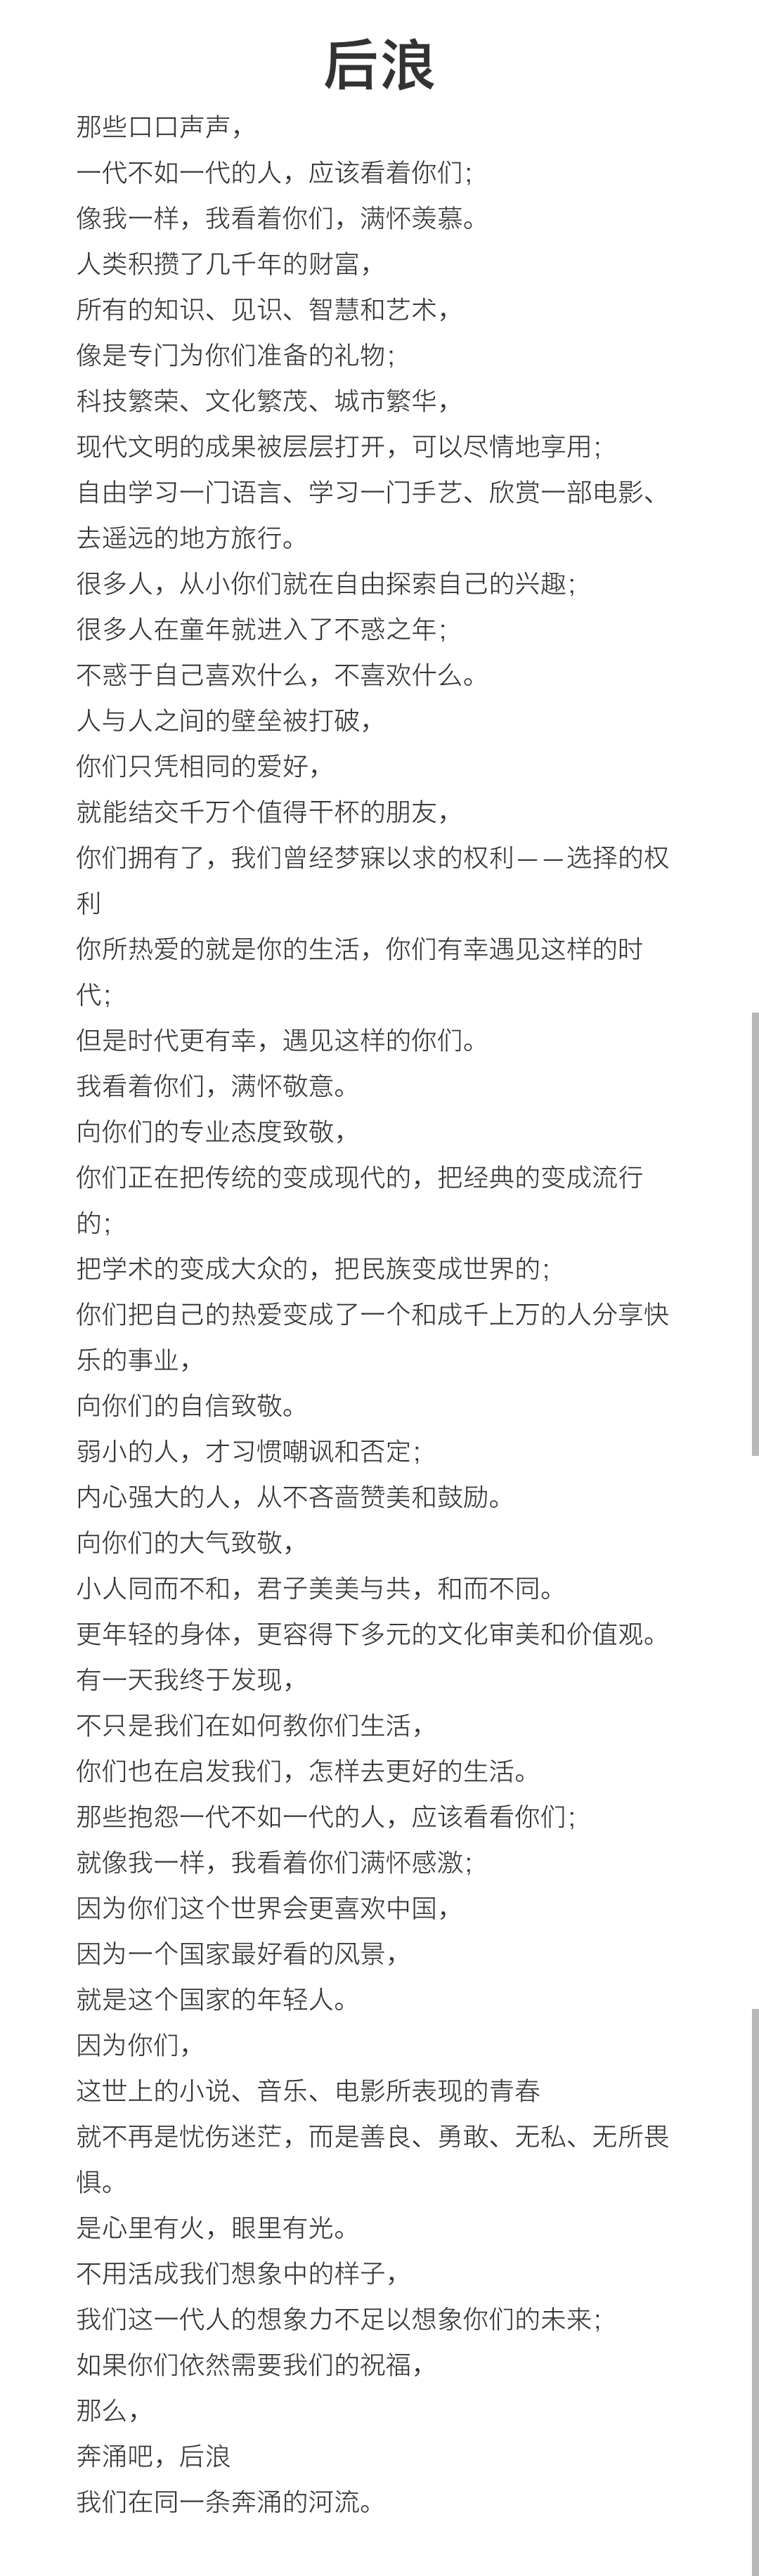 后浪
那些口口声声，
一代不如一代的人，应该看着你们；
像我一样，我看着你们，满怀羡慕。
人类积攒了几千年的财富，
所有的知识、见识、智慧和艺术，
像是专门为你们准备的礼物；
科技繁荣、文化繁茂、城市繁华，
现代文明的成果被层层打开，可以尽情地享用；
自由学习一门语言、学习一门手艺、欣赏一部电影、
去遥远的地方旅行。
很多人，从小你们就在自由探索自己的兴趣；
很多人在童年就进入了不惑之年；
不惑于自己喜欢什么，不喜欢什么。
人与人之间的壁垒被打破，
你们只凭相同的爱好，
就能结交千万个值得干杯的朋友，
你们拥有了，我们曾经梦寐以求的权利——选择的权
利
你所热爱的就是你的生活，你们有幸遇见这样的时
代；
但是时代更有幸，遇见这样的你们。
我看着你们，满怀敬意。
向你们的专业态度致敬，
你们正在把传统的变成现代的，把经典的变成流行
的；
把学术的变成大众的，把民族变成世界的；
你们把自己的热爱变成了一个和成千上万的人分享快
乐的事业，
向你们的自信致敬。
弱小的人，才习惯嘲讽和否定；
内心强大的人，从不吝啬赞美和鼓励。
向你们的大气致敬，
小人同而不和，君子美美与共，和而不同。
更年轻的身体，更容得下多元的文化审美和价值观。
有一天我终于发现，
不只是我们在如何教你们生活，
你们也在启发我们，怎样去更好的生活。
那些抱怨一代不如一代的人，应该看看你们；
就像我一样，我看着你们满怀感激；
因为你们这个世界会更喜欢中国，
因为一个国家最好看的风景，
就是这个国家的年轻人。
因为你们，
这世上的小说、音乐、电影所表现的青春
就不再是忧伤迷茫，而是善良、勇敢、无私、无所畏
惧。
是心里有火，眼里有光。
不用活成我们想象中的样子，
我们这一代人的想象力不足以想象你们的未来；
如果你们依然需要我们的祝福，
那么，
奔涌吧，后浪
我们在同一条奔涌的河流。